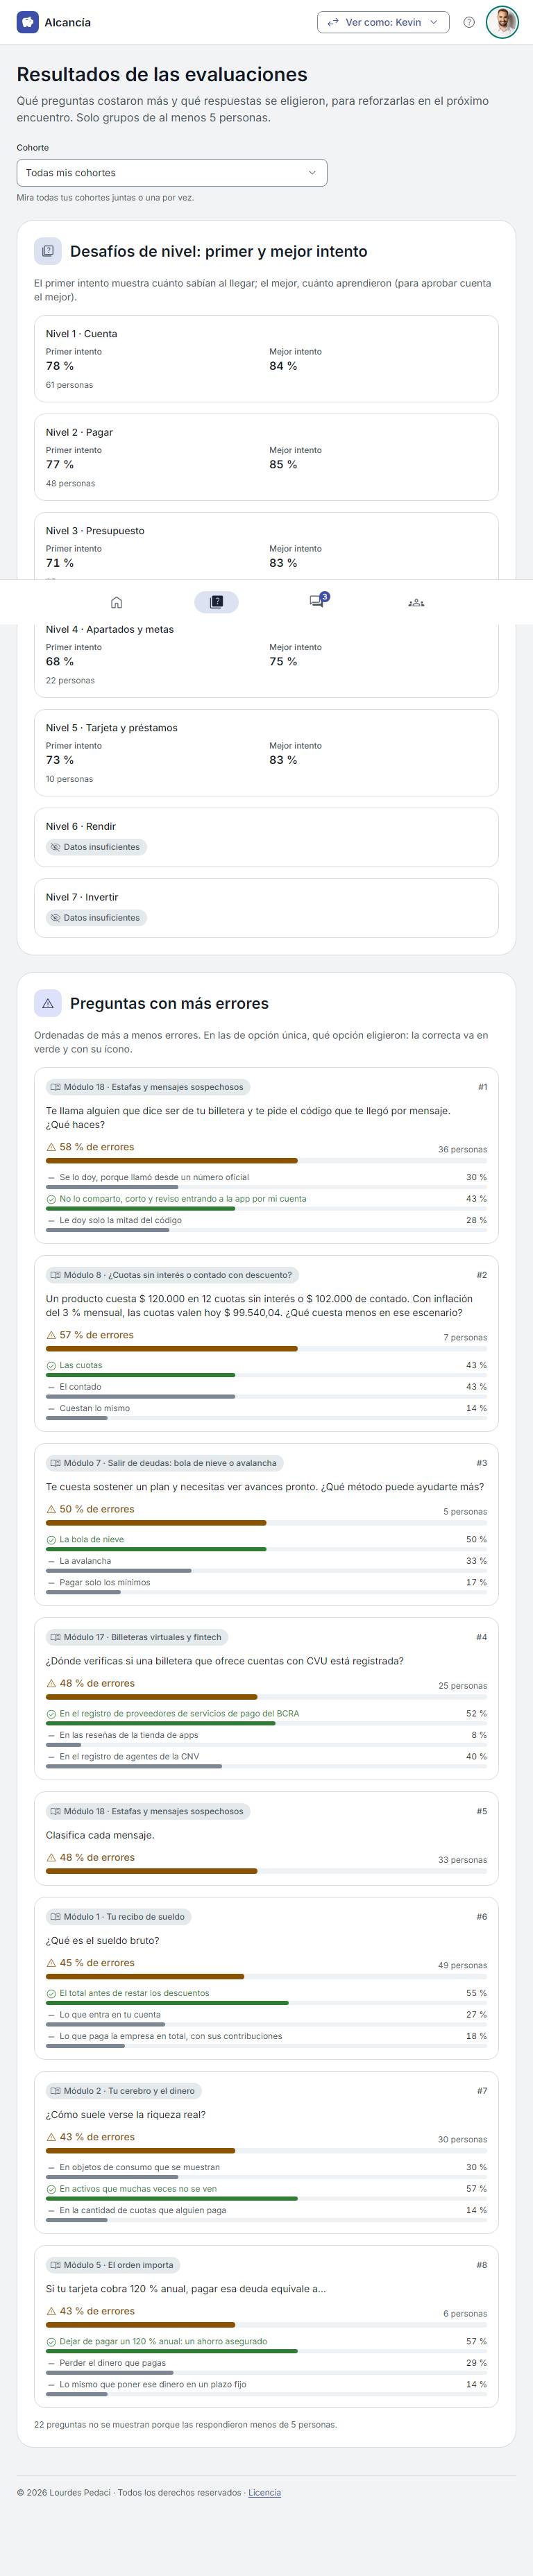 Alcancía
Ver como: Kevin
Resultados de las evaluaciones
Qué preguntas costaron más y qué respuestas se eligieron, para reforzarlas en el próximo
encuentro. Solo grupos de al menos 5 personas.
Cohorte
Todas mis cohortes
Mira todas tus cohortes juntas o una por vez.
Desafíos de nivel: primer y mejor intento
El primer intento muestra cuánto sabían al llegar; el mejor, cuánto aprendieron (para aprobar cuenta
el mejor).
Nivel 1 · Cuenta
Primer intento Mejor intento
78 % 84 %
61 personas
Nivel 2 · Pagar
Primer intento Mejor intento
77 % 85 %
48 personas
Nivel 3 · Presupuesto
Primer intento Mejor intento
71 % 83 %
3
Nivel 4 · Apartados y metas
Primer intento Mejor intento
68 % 75 %
22 personas
Nivel 5 · Tarjeta y préstamos
Primer intento Mejor intento
73 % 83 %
10 personas
Nivel 6 · Rendir
Datos insuficientes
Nivel 7 · Invertir
Datos insuficientes
Preguntas con más errores
Ordenadas de más a menos errores. En las de opción única, qué opción eligieron: la correcta va en
verde y con su ícono.
Módulo 18 · Estafas y mensajes sospechosos #1
Te llama alguien que dice ser de tu billetera y te pide el código que te llegó por mensaje.
¿Qué haces?
58 % de errores 36 personas
Se lo doy, porque llamó desde un número oficial 30 %
No lo comparto, corto y reviso entrando a la app por mi cuenta 43 %
Le doy solo la mitad del código 28 %
Módulo 8 · ¿Cuotas sin interés o contado con descuento? #2
Un producto cuesta $ 120.000 en 12 cuotas sin interés o $ 102.000 de contado. Con inflación
del 3 % mensual, las cuotas valen hoy $ 99.540,04. ¿Qué cuesta menos en ese escenario?
57 % de errores 7 personas
Las cuotas 43 %
El contado 43 %
Cuestan lo mismo 14 %
Módulo 7 · Salir de deudas: bola de nieve o avalancha #3
Te cuesta sostener un plan y necesitas ver avances pronto. ¿Qué método puede ayudarte más?
50 % de errores 5 personas
La bola de nieve 50 %
La avalancha 33 %
Pagar solo los mínimos 17 %
Módulo 17 · Billeteras virtuales y fintech #4
¿Dónde verificas si una billetera que ofrece cuentas con CVU está registrada?
48 % de errores 25 personas
En el registro de proveedores de servicios de pago del BCRA 52 %
En las reseñas de la tienda de apps 8 %
En el registro de agentes de la CNV 40 %
Módulo 18 · Estafas y mensajes sospechosos #5
Clasifica cada mensaje.
48 % de errores 33 personas
Módulo 1 · Tu recibo de sueldo #6
¿Qué es el sueldo bruto?
45 % de errores 49 personas
El total antes de restar los descuentos 55 %
Lo que entra en tu cuenta 27 %
Lo que paga la empresa en total, con sus contribuciones 18 %
Módulo 2 · Tu cerebro y el dinero #7
¿Cómo suele verse la riqueza real?
43 % de errores 30 personas
En objetos de consumo que se muestran 30 %
En activos que muchas veces no se ven 57 %
En la cantidad de cuotas que alguien paga 14 %
Módulo 5 · El orden importa #8
Si tu tarjeta cobra 120 % anual, pagar esa deuda equivale a...
43 % de errores 6 personas
Dejar de pagar un 120 % anual: un ahorro asegurado 57 %
Perder el dinero que pagas 29 %
Lo mismo que poner ese dinero en un plazo fijo 14 %
22 preguntas no se muestran porque las respondieron menos de 5 personas.
© 2026 Lourdes Pedaci · Todos los derechos reservados · Licencia